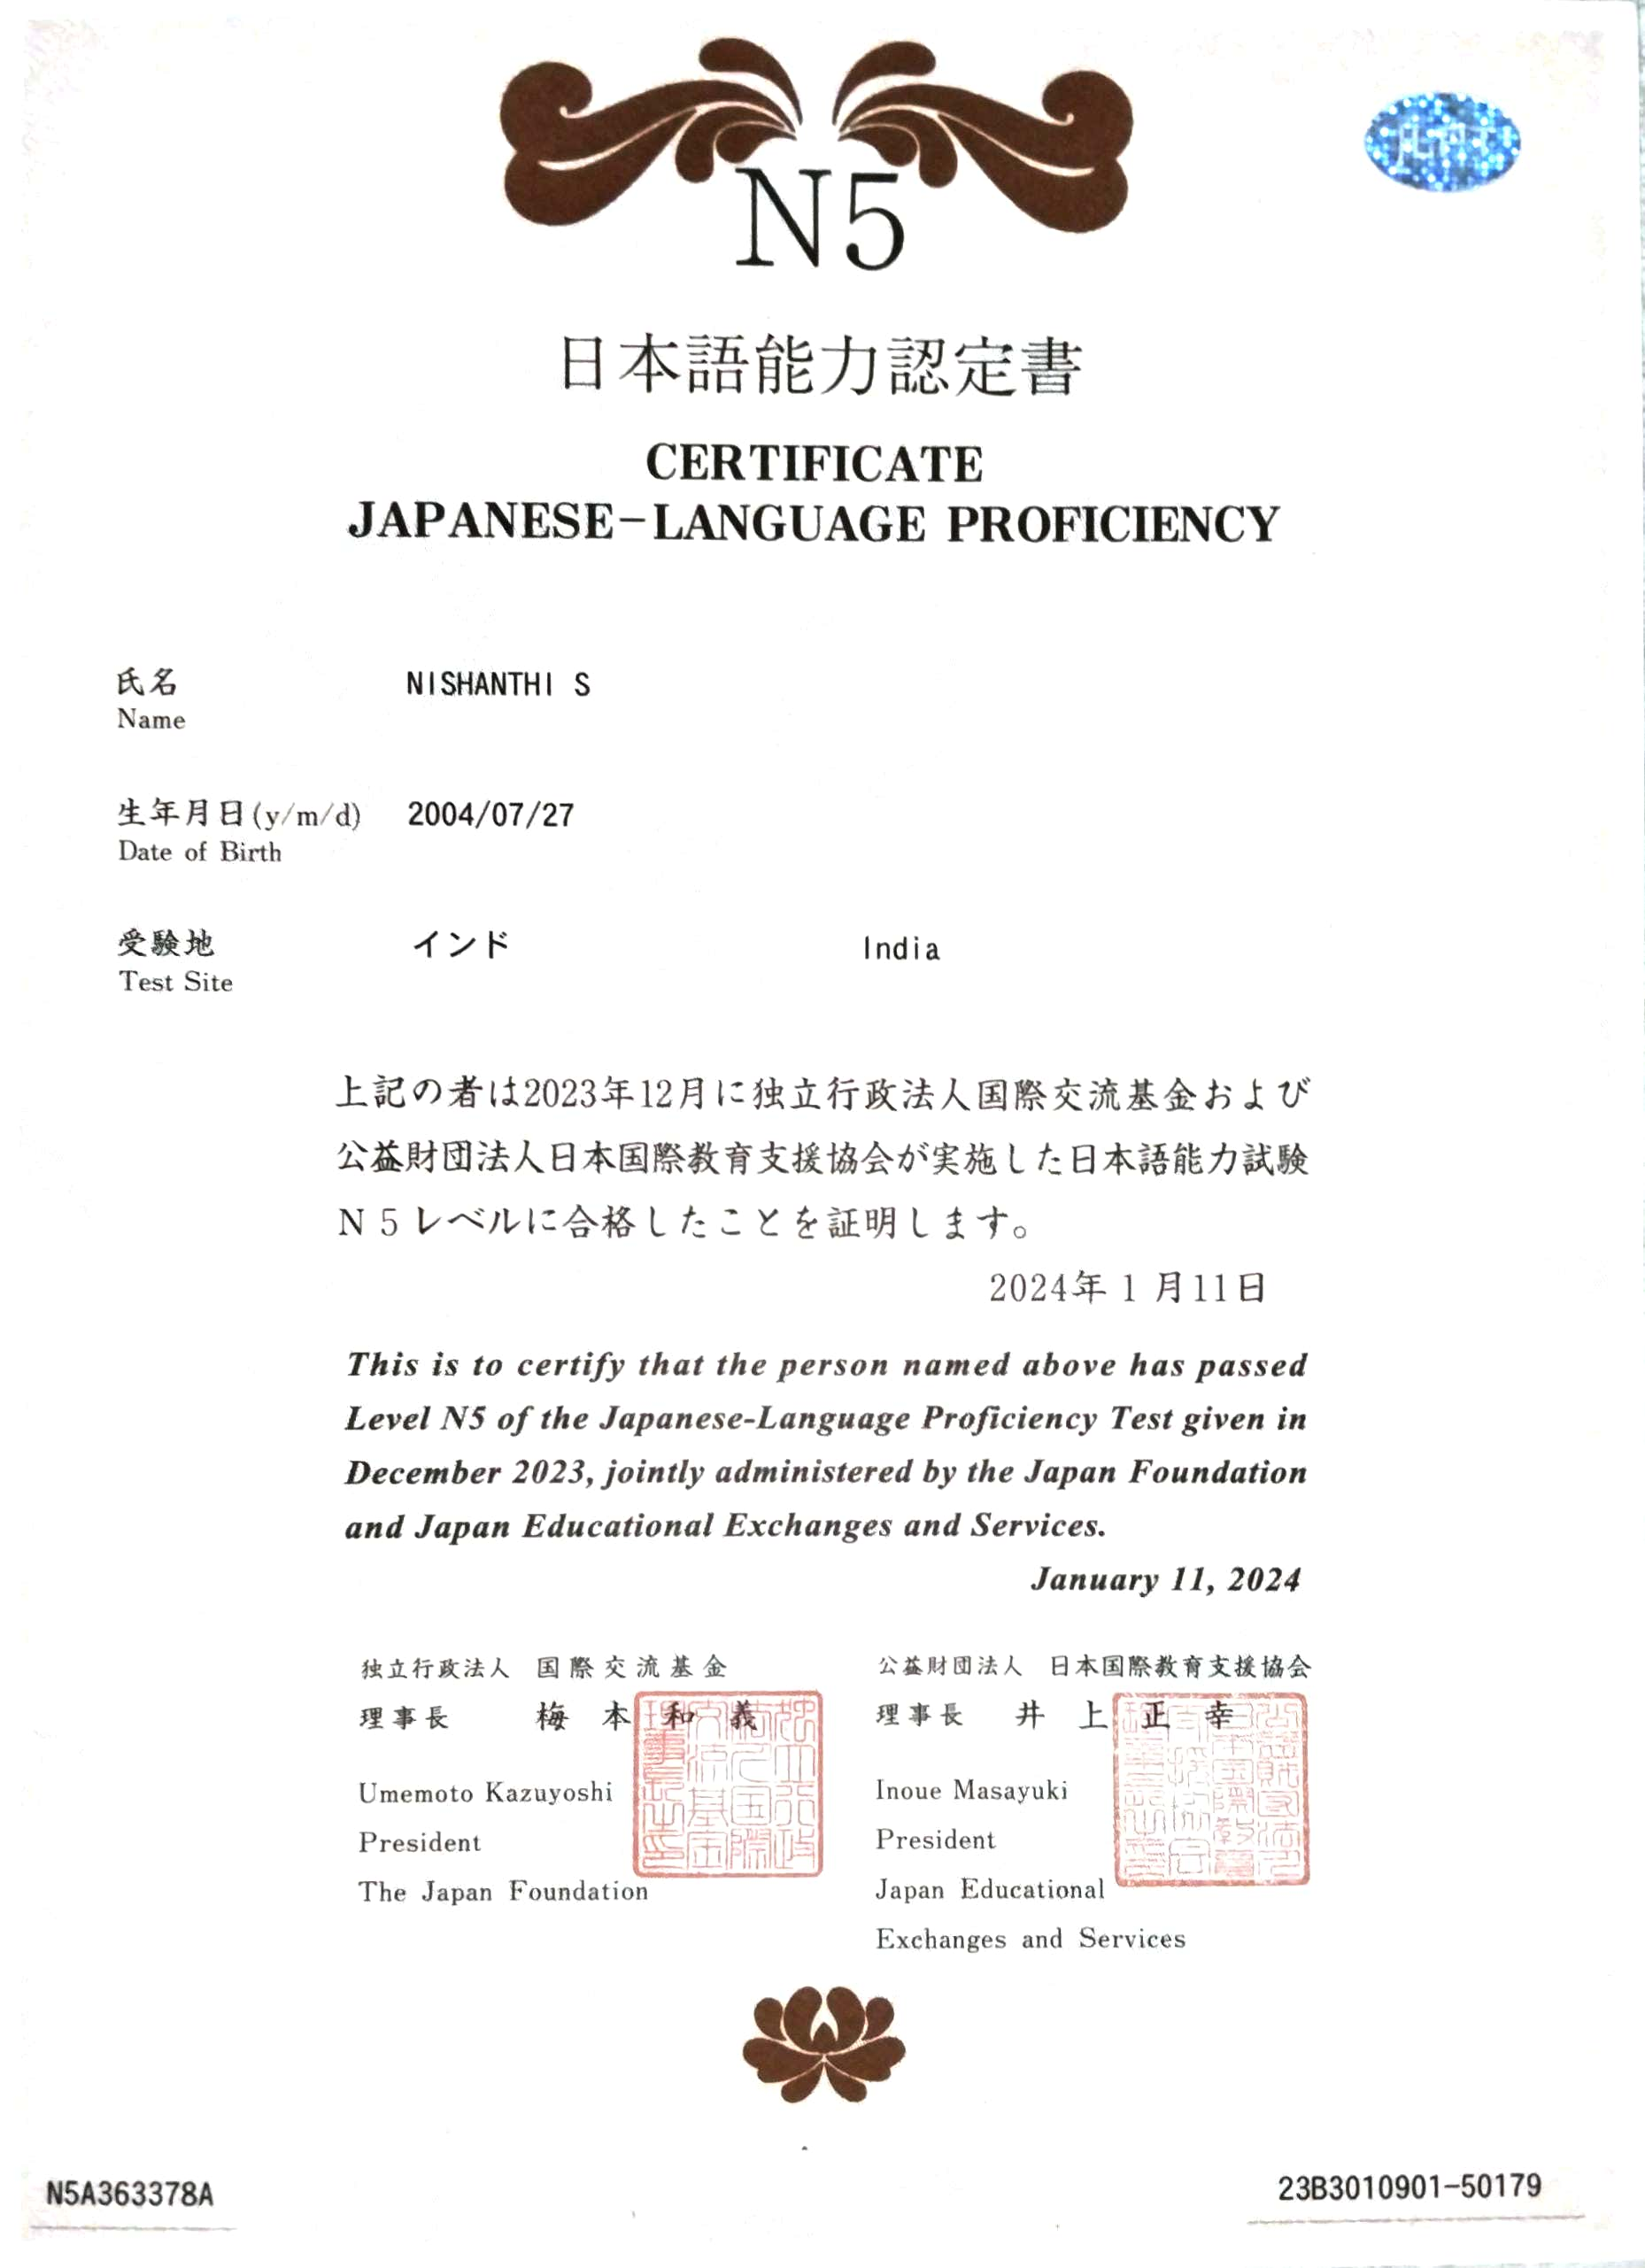 N5
日本語能力認定書
CERTIFICATE
JAPANESE-LANGUAGE PROFICIENCY
氏名 NISHANTHI S
Name
生年月日(y/m/d) 2004/07/27
Date of Birth
受験地 インド India
Test Site
上記の者は2023年12月に独立行政法人国際交流基金および
公益財団法人日本国際教育支援協会が実施した日本語能力試験
N5レベルに合格したことを証明します。
2024年1月11日
This is to certify that the person named above has passed
Level N5 of the Japanese-Language Proficiency Test given in
December 2023, jointly administered by the Japan Foundation
and Japan Educational Exchanges and Services.
January 11, 2024
独立行政法人 国際交流基金
理事長 梅本和義
Umemoto Kazuyoshi
President
The Japan Foundation
公益財団法人 日本国際教育支援協会
理事長 井上正幸
Inoue Masayuki
President
Japan Educational
Exchanges and Services
N5A363378A
23B3010901-50179